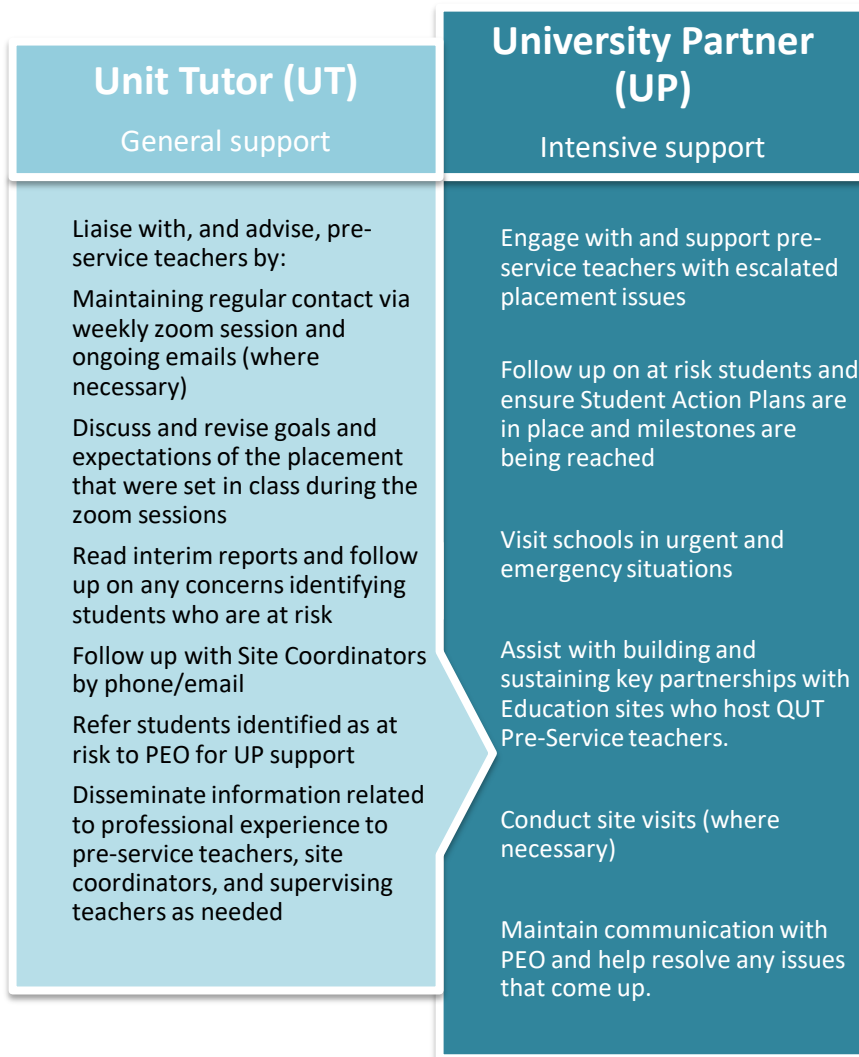 Unit Tutor (UT)
General support
Liaise with, and advise, pre-
service teachers by:
Maintaining regular contact via
weekly zoom session and
ongoing emails (where
necessary)
Discuss and revise goals and
expectations of the placement
that were set in class during the
zoom sessions
Read interim reports and follow
up on any concerns identifying
students who are at risk
Follow up with Site Coordinators
by phone/email
Refer students identified as at
risk to PEO for UP support
Disseminate information related
to professional experience to
pre-service teachers, site
coordinators, and supervising
teachers as needed
University Partner
(UP)
Intensive support
Engage with and support pre-
service teachers with escalated
placement issues
Follow up on at risk students and
ensure Student Action Plans are
in place and milestones are
being reached
Visit schools in urgent and
emergency situations
Assist with building and
sustaining key partnerships with
Education sites who host QUT
Pre-Service teachers.
Conduct site visits (where
necessary)
Maintain communication with
PEO and help resolve any issues
that come up.